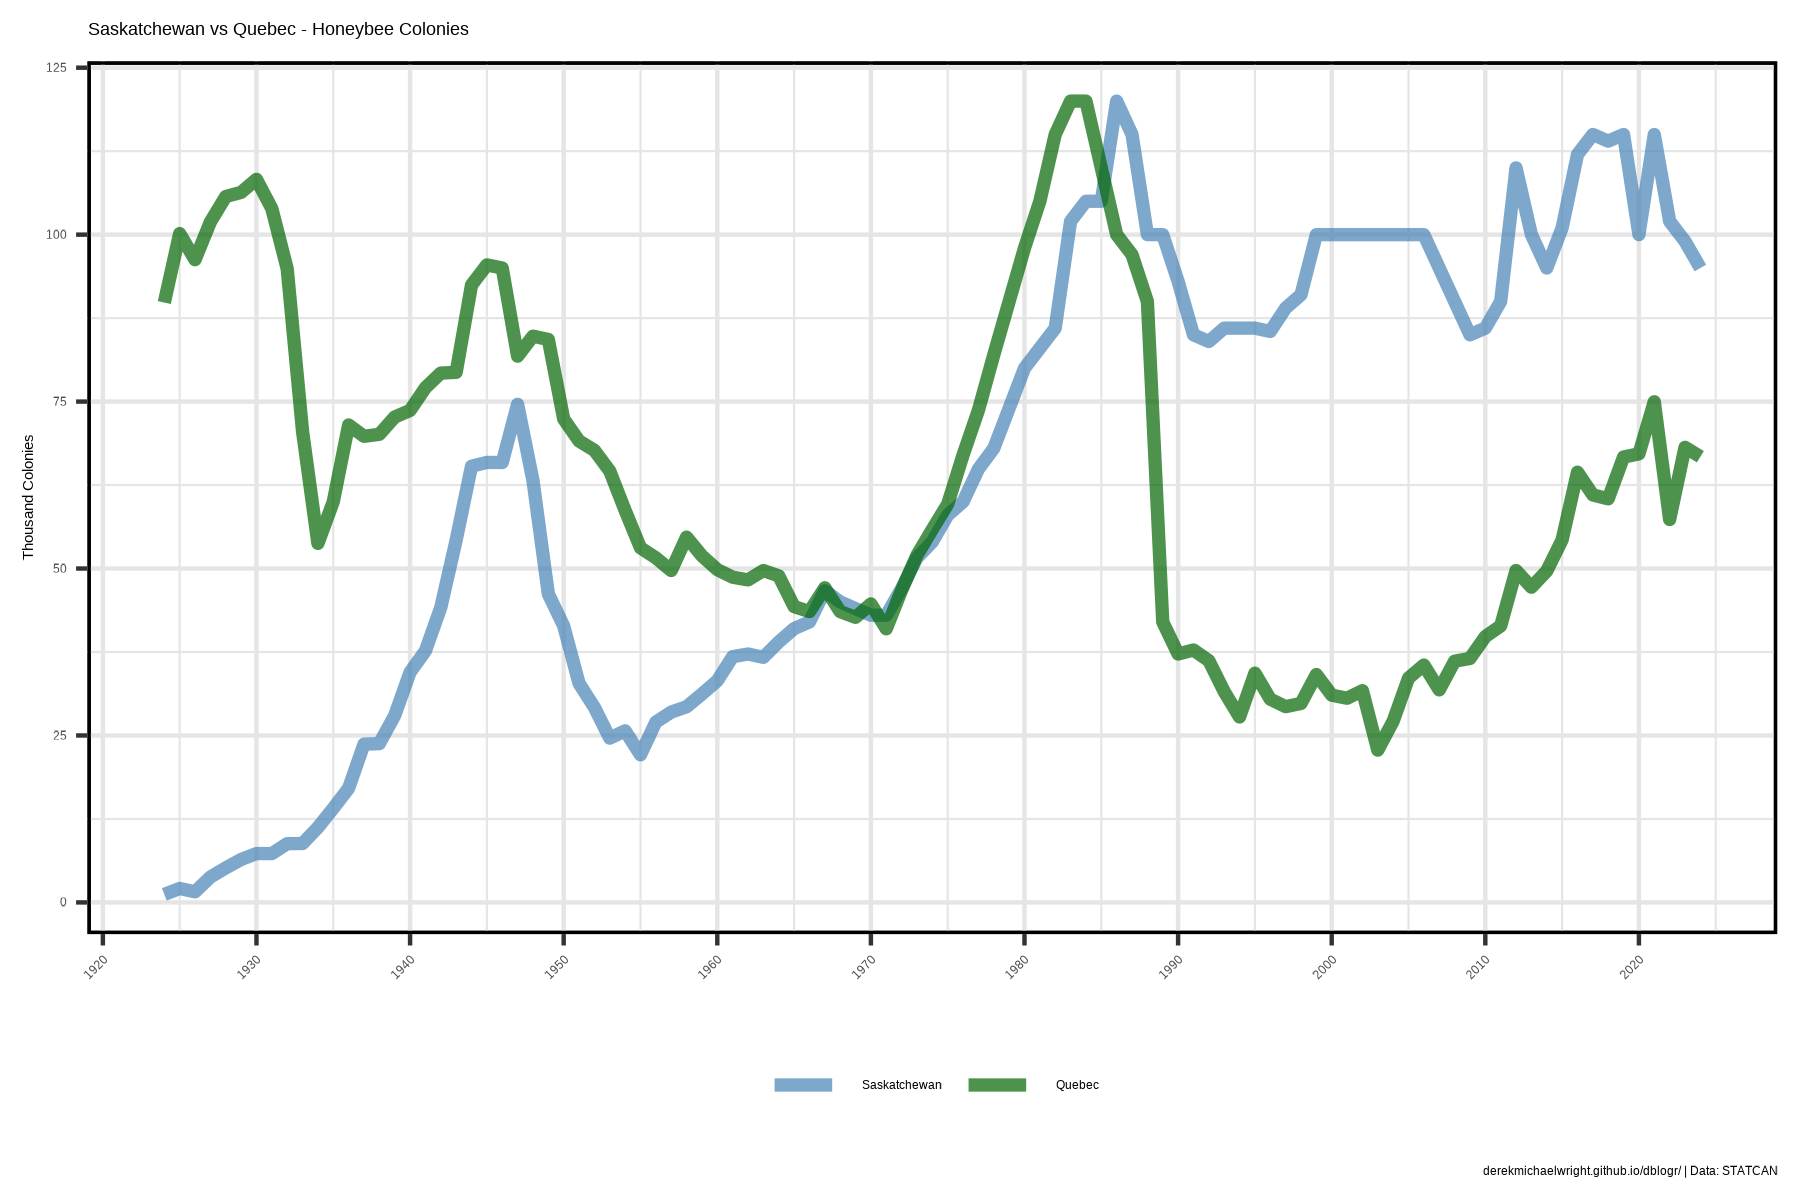 Saskatchewan vs Quebec - Honeybee Colonies
Thousand Colonies
125
100
75
50
25
0
1920 1930 1940 1950 1960 1970 1980 1990 2000 2010 2020
Saskatchewan Quebec
derekmichaelwright.github.io/dblogr/ | Data: STATCAN